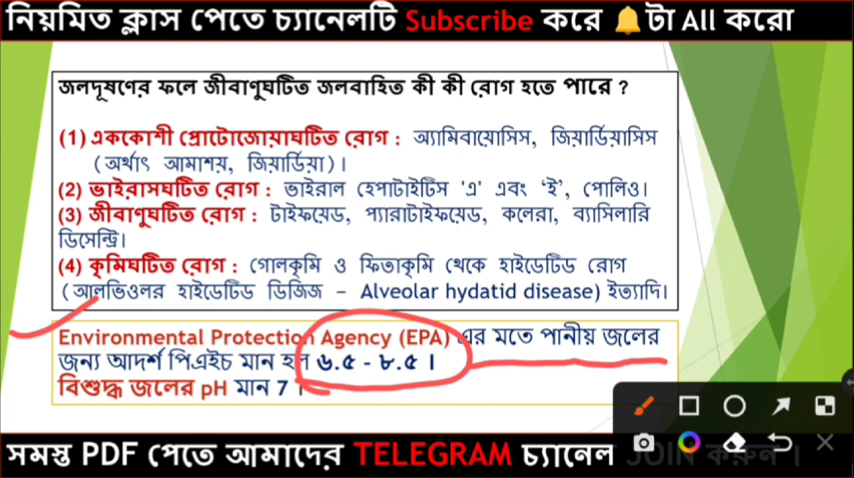 নিয়মিত ক্লাস পেতে চ্যানেলটি Subscribe করে 🔔টা All করো
জলদূষণের ফলে জীবাণুঘটিত জলবাহিত কী কী রোগ হতে পারে ?
(1) এককোশী প্রোটোজোয়াঘটিত রোগ : অ্যামিবায়োসিস, জিয়ার্ডিয়াসিস
(অর্থাৎ আমাশয়, জিয়ার্ডিয়া)।
(2) ভাইরাসঘটিত রোগ : ভাইরাল হেপাটাইটিস 'এ' এবং ‘ই’, পোলিও।
(3) জীবাণুঘটিত রোগ : টাইফয়েড, প্যারাটাইফয়েড, কলেরা, ব্যাসিলারি
ডিসেন্ট্রি।
(4) কৃমিঘটিত রোগ : গোলকৃমি ও ফিতাকৃমি থেকে হাইডেটিড রোগ
(আলভিওলর হাইডেটিড ডিজিজ – Alveolar hydatid disease) ইত্যাদি।
Environmental Protection Agency (EPA) এর মতে পানীয় জলের
জন্য আদর্শ পিএইচ মান হল ৬.৫ - ৮.৫ ।
বিশুদ্ধ জলের pH মান 7 ।
সমস্ত PDF পেতে আমাদের TELEGRAM চ্যানেল JOIN করুন ।